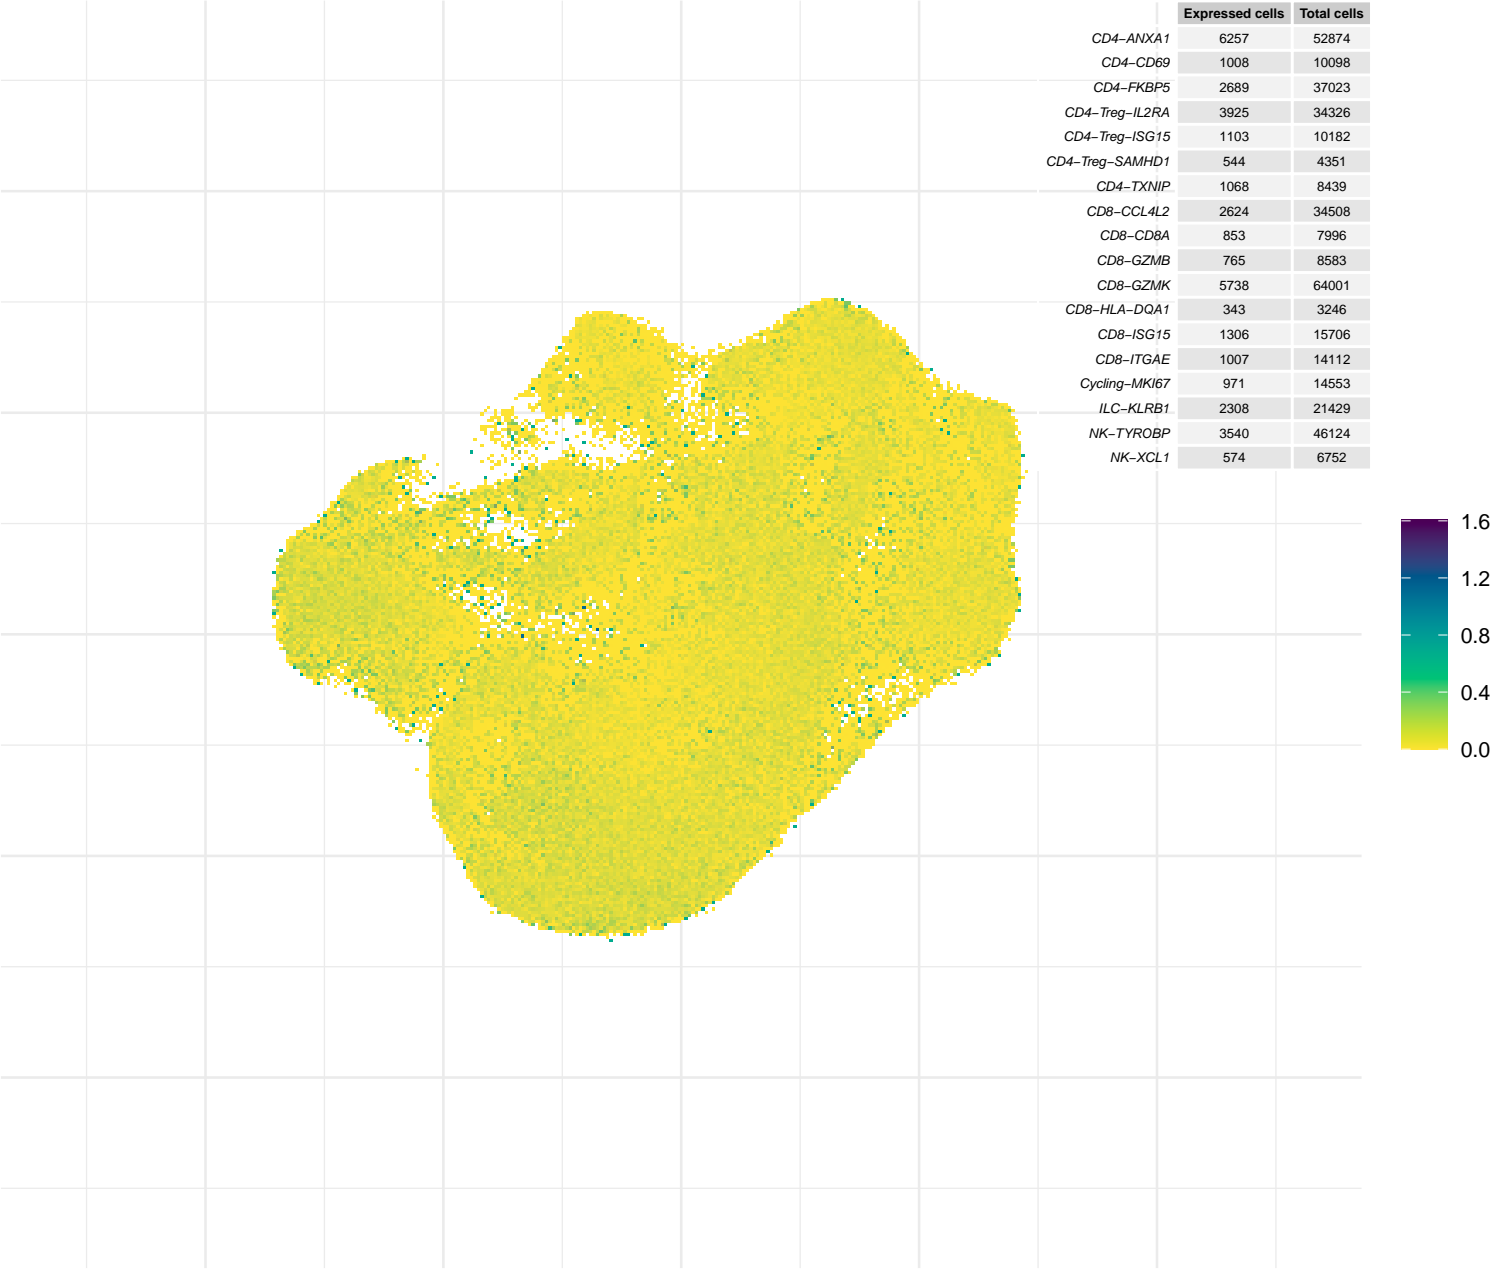 Expressed cells Total cells
CD4−ANXA1 6257 52874
CD4−CD69 1008 10098
CD4−FKBP5 2689 37023
CD4−Treg−IL2RA 3925 34326
CD4−Treg−ISG15 1103 10182
CD4−Treg−SAMHD1 544 4351
CD4−TXNIP 1068 8439
CD8−CCL4L2 2624 34508
CD8−CD8A 853 7996
CD8−GZMB 765 8583
CD8−GZMK 5738 64001
CD8−HLA−DQA1 343 3246
CD8−ISG15 1306 15706
CD8−ITGAE 1007 14112
Cycling−MKI67 971 14553
ILC−KLRB1 2308 21429
NK−TYROBP 3540 46124
NK−XCL1 574 6752
1.6
1.2
0.8
0.4
0.0